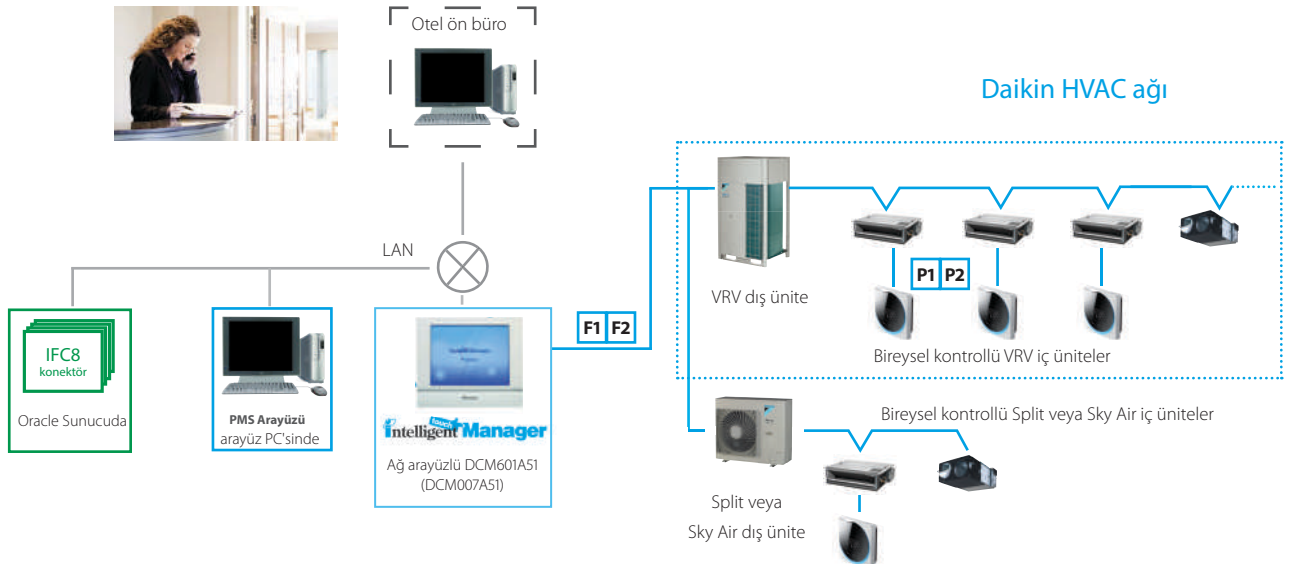 Otel ön büro
Daikin HVAC ağı
LAN
IFC8
konektör
Oracle Sunucuda
PMS Arayüzü
arayüz PC'sinde
touch
intelligent Manager
Ağ arayüzlü DCM601A51
(DCM007A51)
F1 F2
VRV dış ünite
P1 P2
Bireysel kontrollü VRV iç üniteler
Bireysel kontrollü Split veya Sky Air iç üniteler
Split veya
Sky Air dış ünite